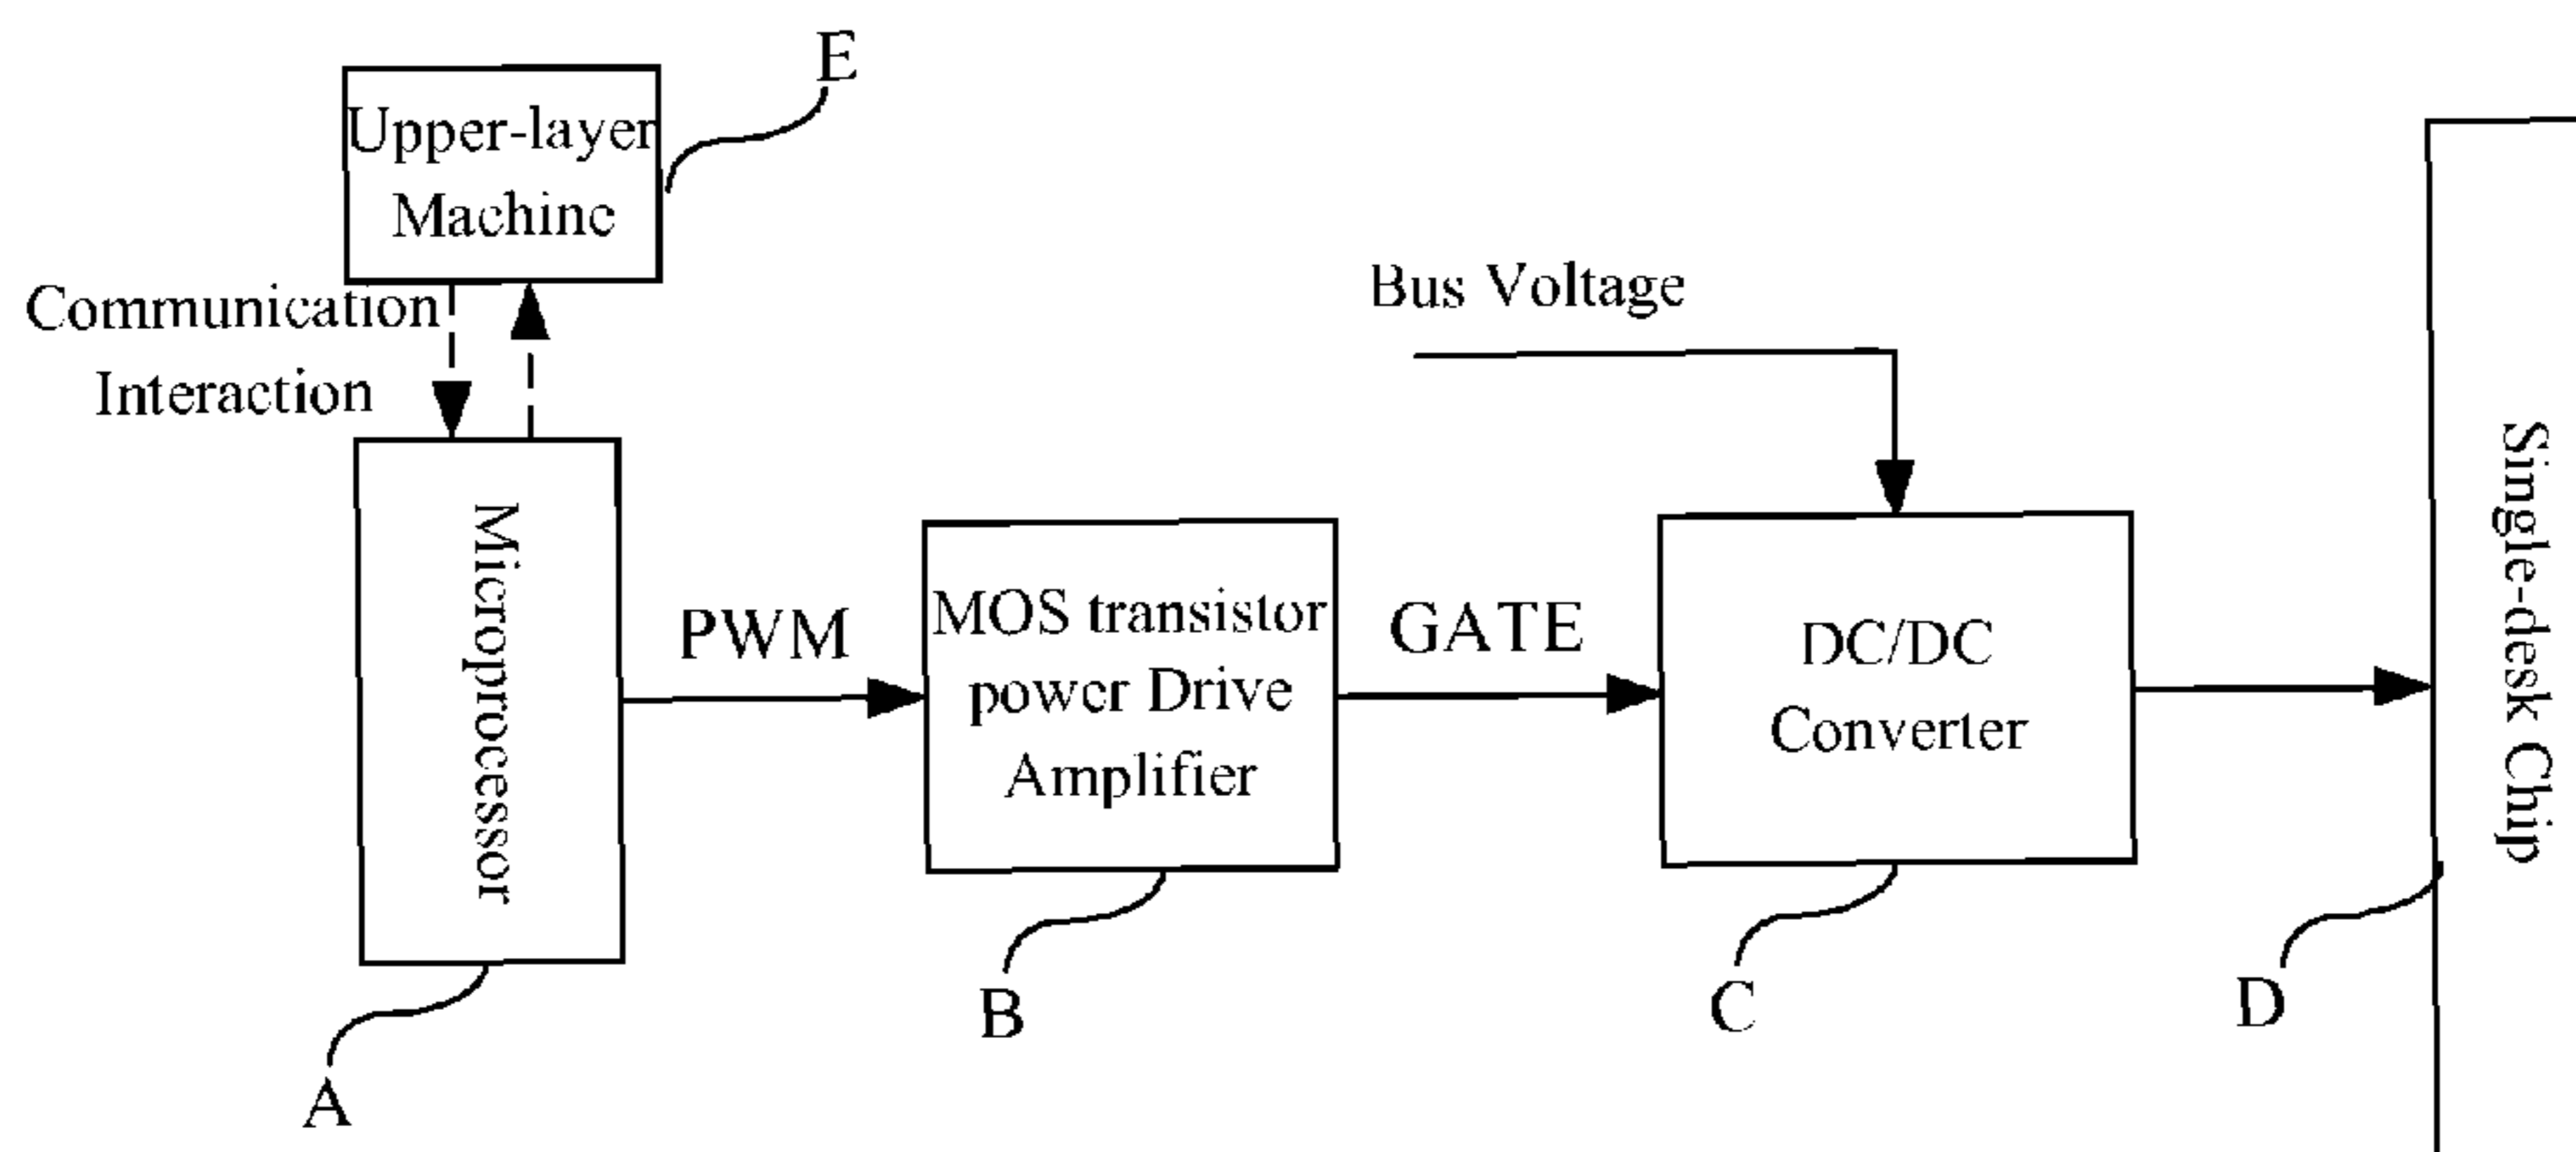 E
Upper-layer
Machine
Communication
Interaction
Bus Voltage
Microprocessor
PWM
MOS transistor
power Drive
Amplifier
GATE
DC/DC
Converter
Single-desk Chip
A
B
C
D